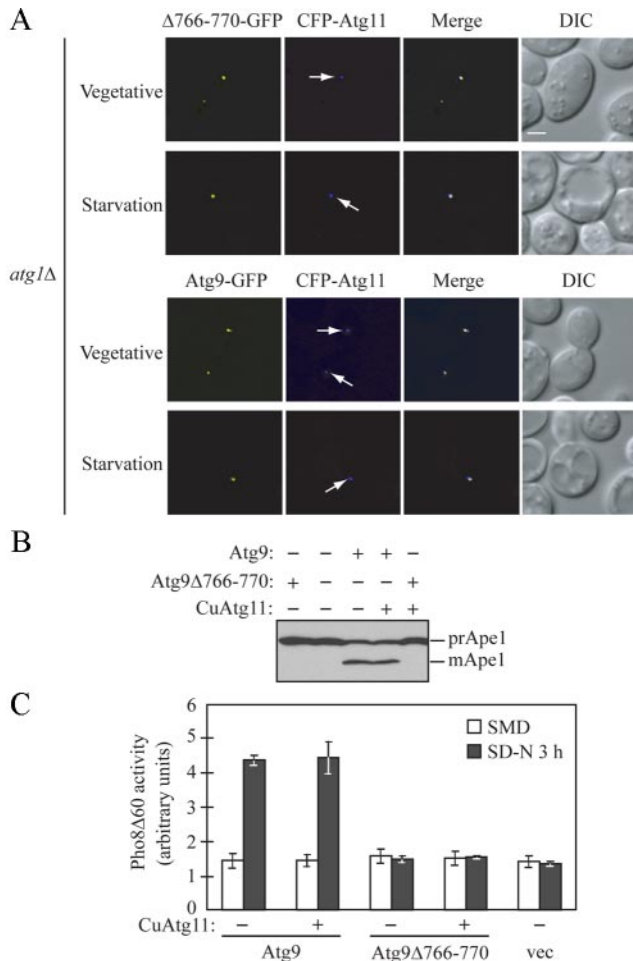 A
Δ766-770-GFP CFP-Atg11 Merge DIC
Vegetative
Starvation
atg1Δ
Atg9-GFP CFP-Atg11 Merge DIC
Vegetative
Starvation
B
Atg9: – – + + –
Atg9Δ766-770: + – – – +
CuAtg11: – – – + +
prApe1
mApe1
C
Pho8Δ60 activity
(arbitrary units)
6
5
4
3
2
1
0
SMD
SD-N 3 h
CuAtg11: – + – + –
Atg9 Atg9Δ766-770 vec